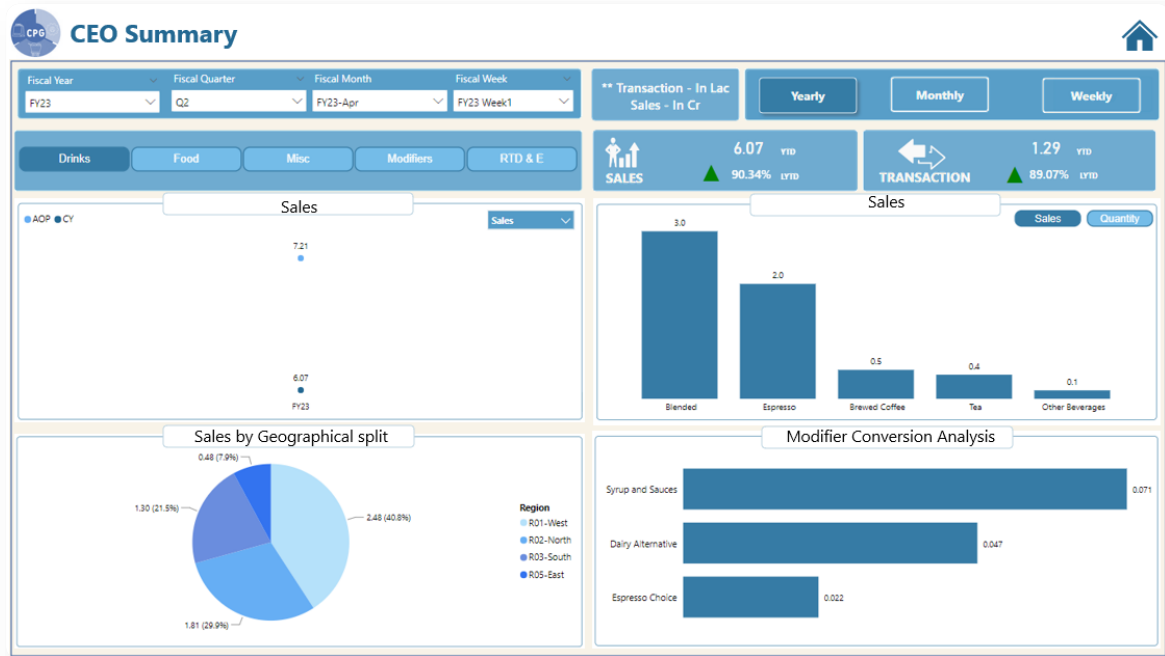 CPG
CEO Summary
Fiscal Year
Fiscal Quarter
Fiscal Month
Fiscal Week
FY23
Q2
FY23-Apr
FY23 Week1
** Transaction - In Lac
Sales - In Cr
Yearly
Monthly
Weekly
Drinks
Food
Misc
Modifiers
RTD & E
SALES
6.07 YTD
90.34% LYTD
TRANSACTION
1.29 YTD
89.07% LYTD
Sales
AOP CY
Sales
7.21
6.07
FY23
Sales
Sales
Quantity
3.0
2.0
0.5
0.4
0.1
Blended
Espresso
Brewed Coffee
Tea
Other Beverages
Sales by Geographical split
0.48 (7.9%)
1.30 (21.5%)
2.48 (40.8%)
1.81 (29.9%)
Region
R01-West
R02-North
R03-South
R05-East
Modifier Conversion Analysis
Syrup and Sauces
0.071
Dairy Alternative
0.047
Espresso Choice
0.022